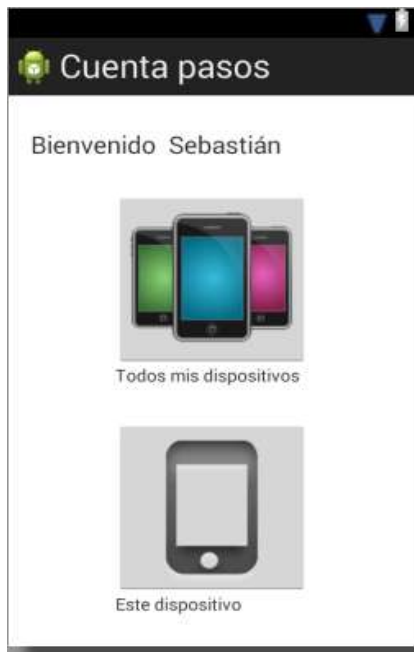 Cuenta pasos
Bienvenido Sebastián
Todos mis dispositivos
Este dispositivo